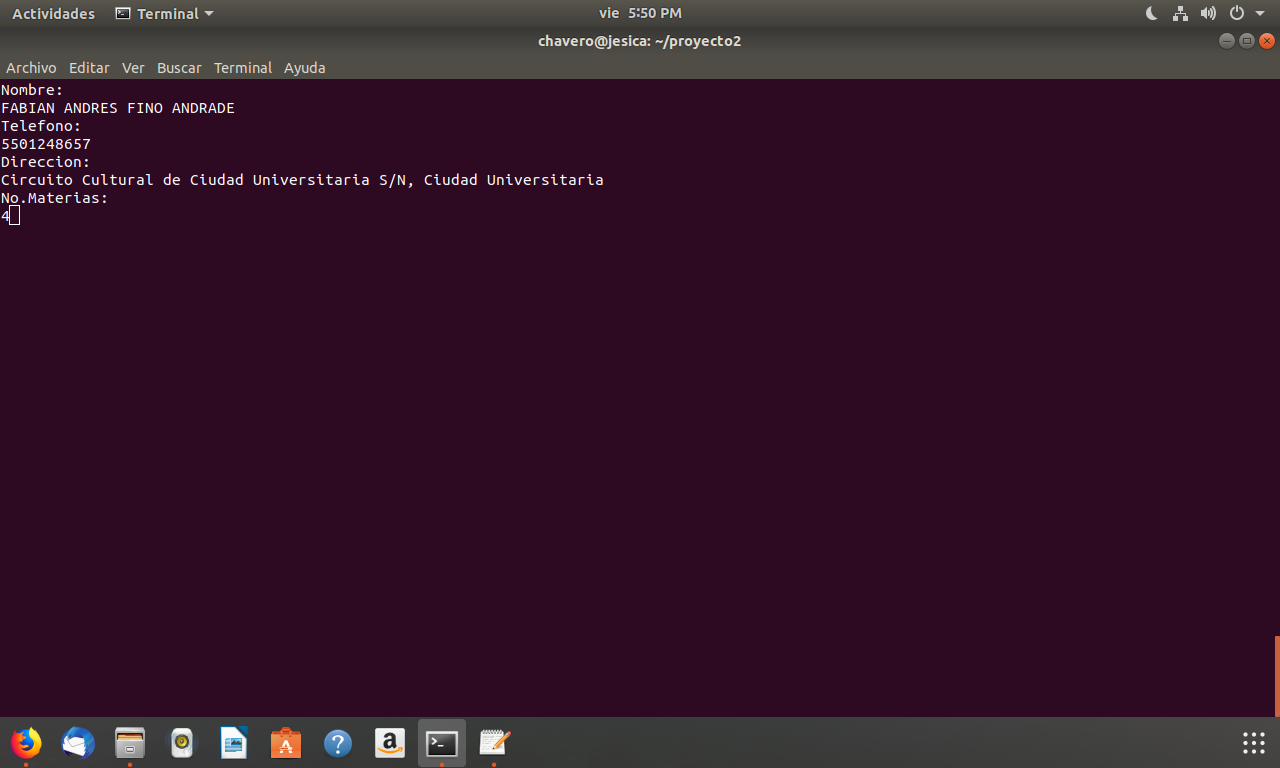 Actividades Terminal vie 5:50 PM
chavero@jesica: ~/proyecto2
Archivo Editar Ver Buscar Terminal Ayuda
Nombre:
FABIAN ANDRES FINO ANDRADE
Telefono:
5501248657
Direccion:
Circuito Cultural de Ciudad Universitaria S/N, Ciudad Universitaria
No.Materias:
4